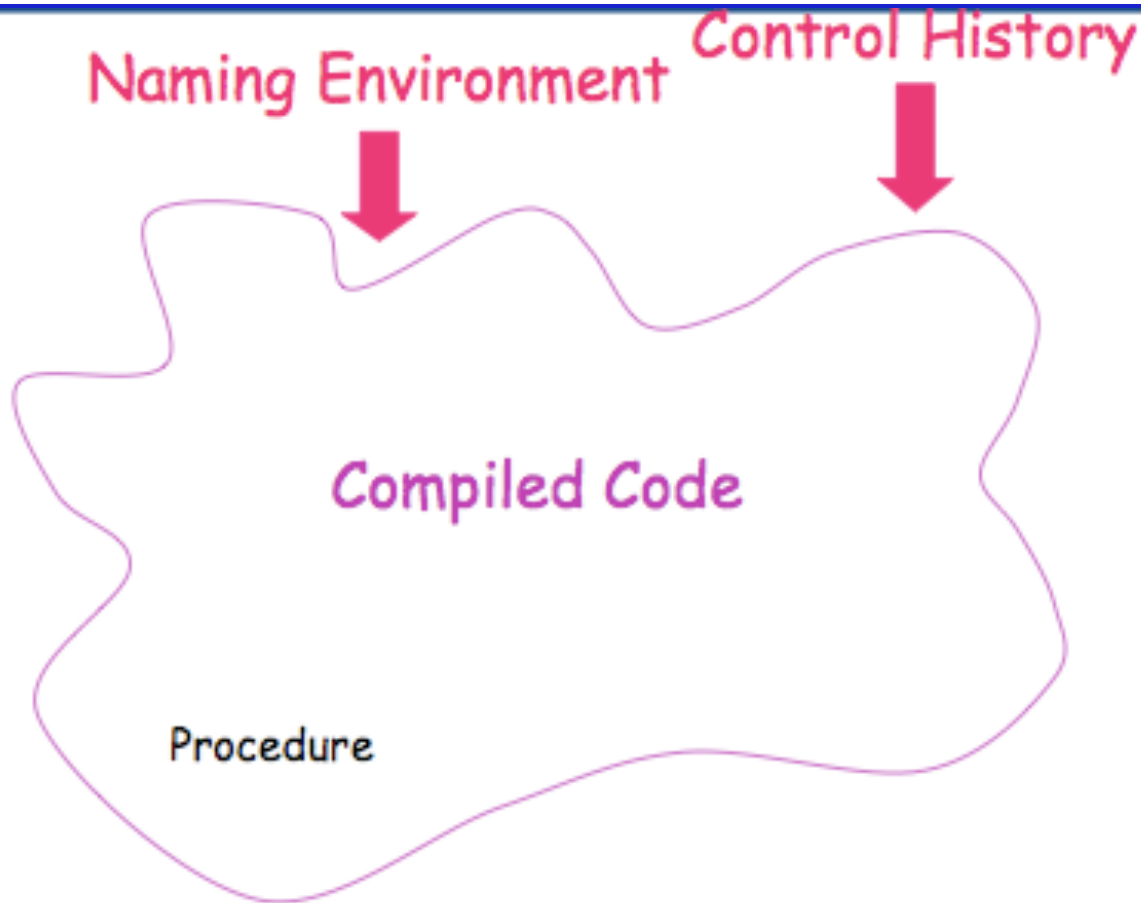 Naming Environment
Control History
Compiled Code
Procedure